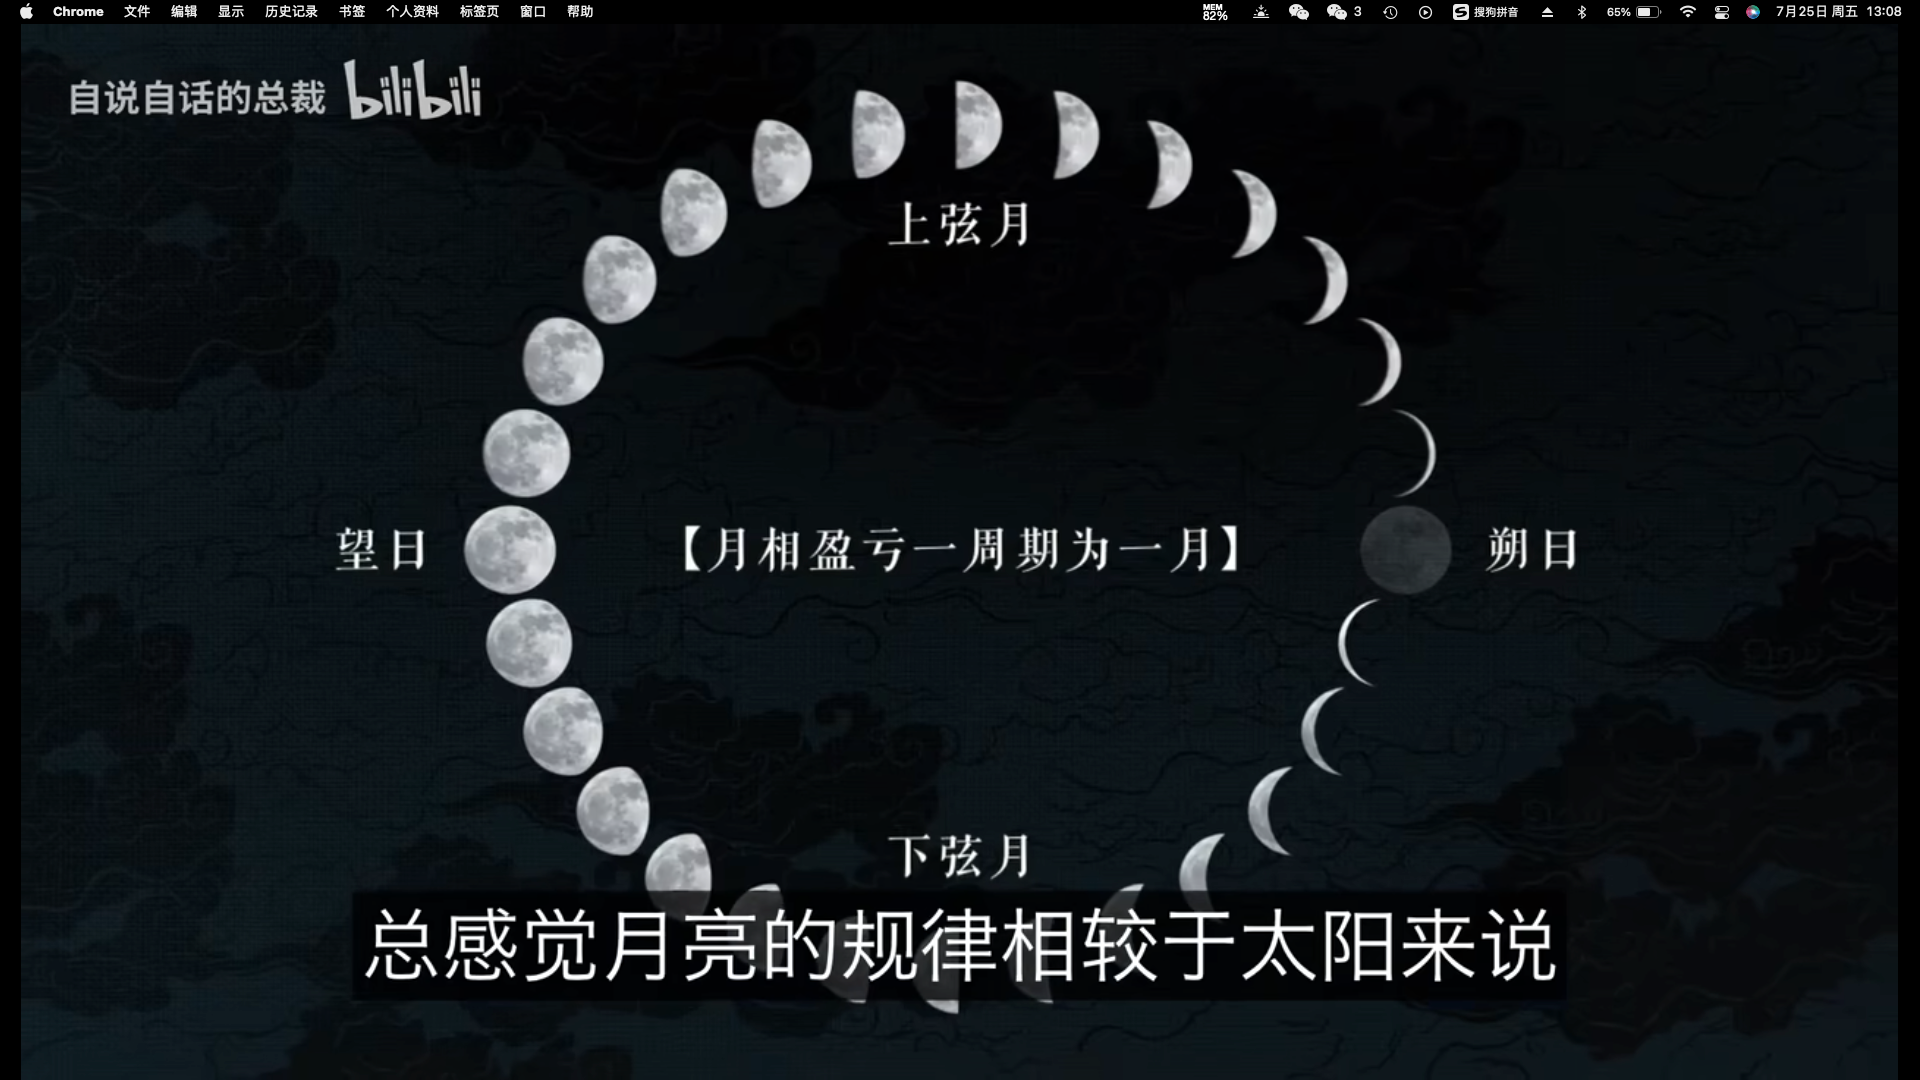 Chrome 文件 编辑 显示 历史记录 书签 个人资料 标签页 窗口 帮助 MEM 82% 3 S 搜狗拼音 65% 7月25日 周五 13:08
自说自话的总裁 bilibili
上弦月
望日 【月相盈亏一周期为一月】 朔日
下弦月
总感觉月亮的规律相较于太阳来说